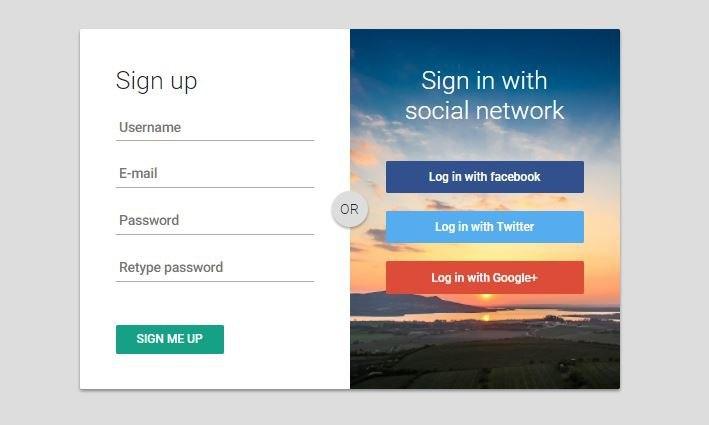 Sign up
Username
E-mail
Password
Retype password
SIGN ME UP
OR
Sign in with
social network
Log in with facebook
Log in with Twitter
Log in with Google+